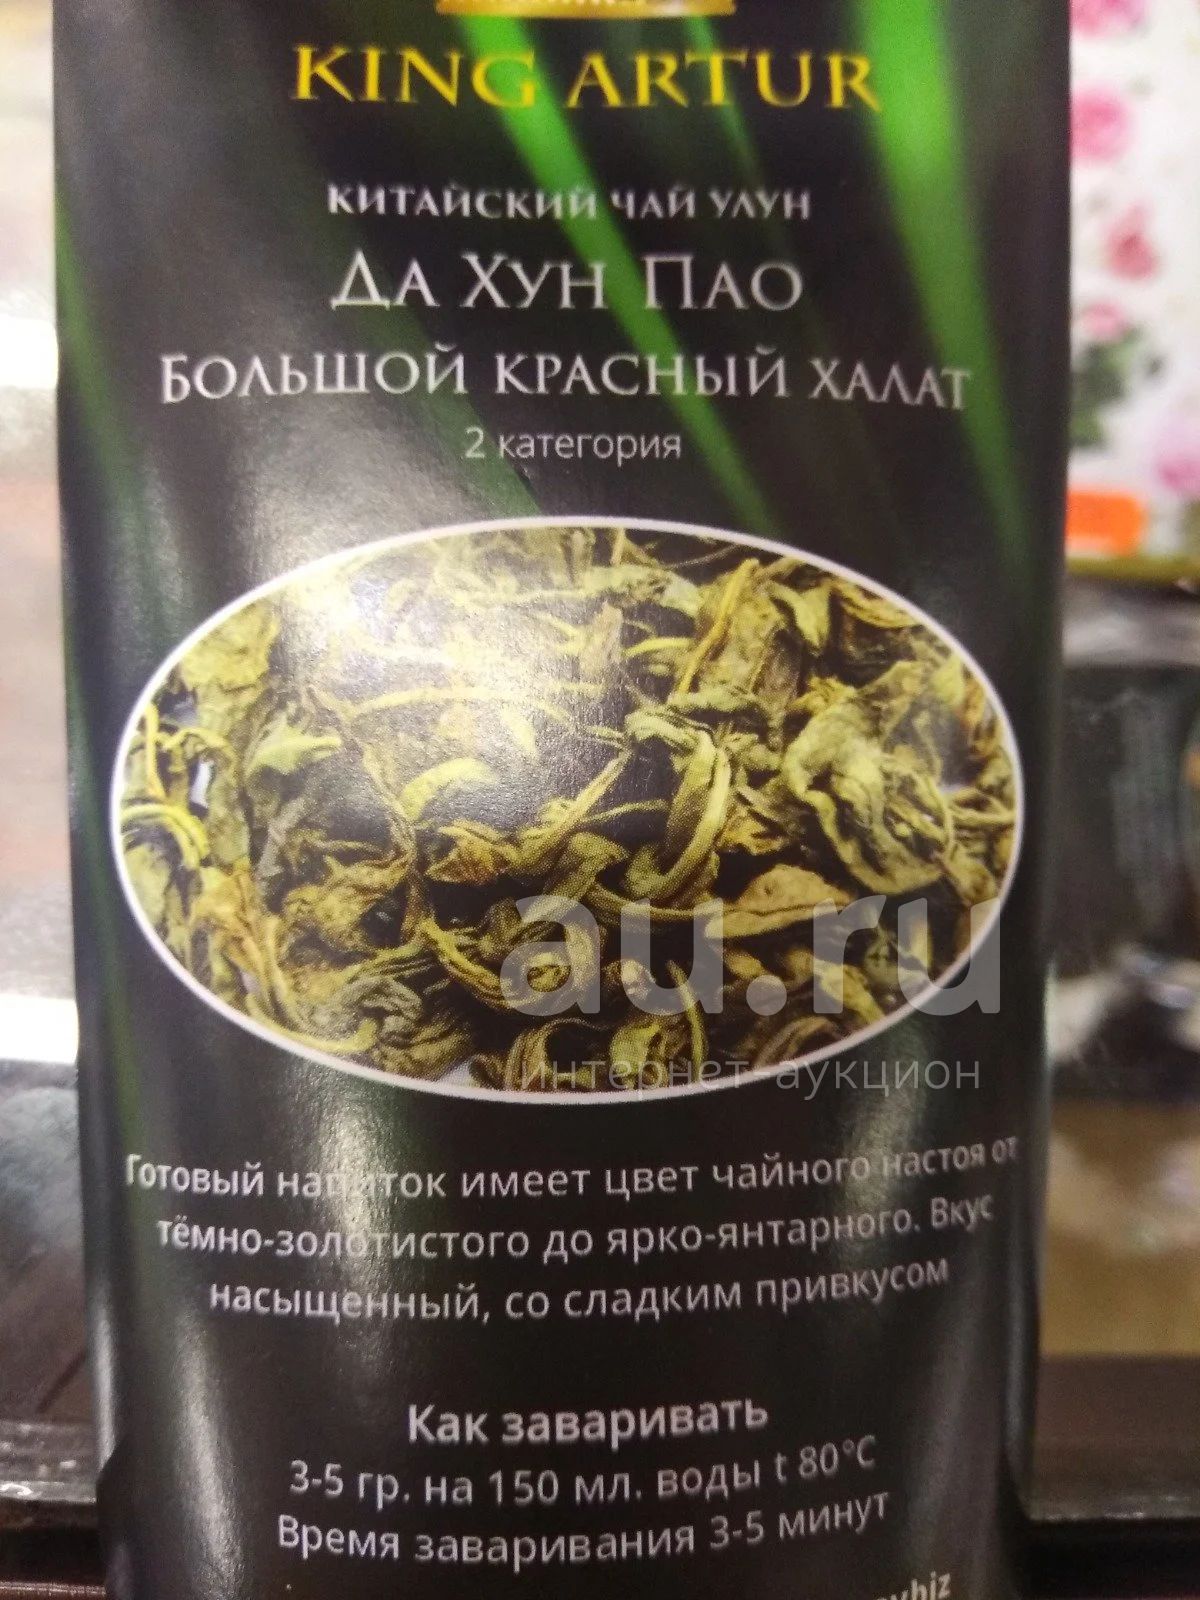 KING ARTUR
КИТАЙСКИЙ ЧАЙ УЛУН
ДА ХУН ПАО
БОЛЬШОЙ КРАСНЫЙ ХАЛАТ
2 категория
au.ru
интернет аукцион
Готовый напиток имеет цвет чайного настоя от
тёмно-золотистого до ярко-янтарного. Вкус
насыщенный, со сладким привкусом
Как заваривать
3-5 гр. на 150 мл. воды t 80°C
Время заваривания 3-5 минут